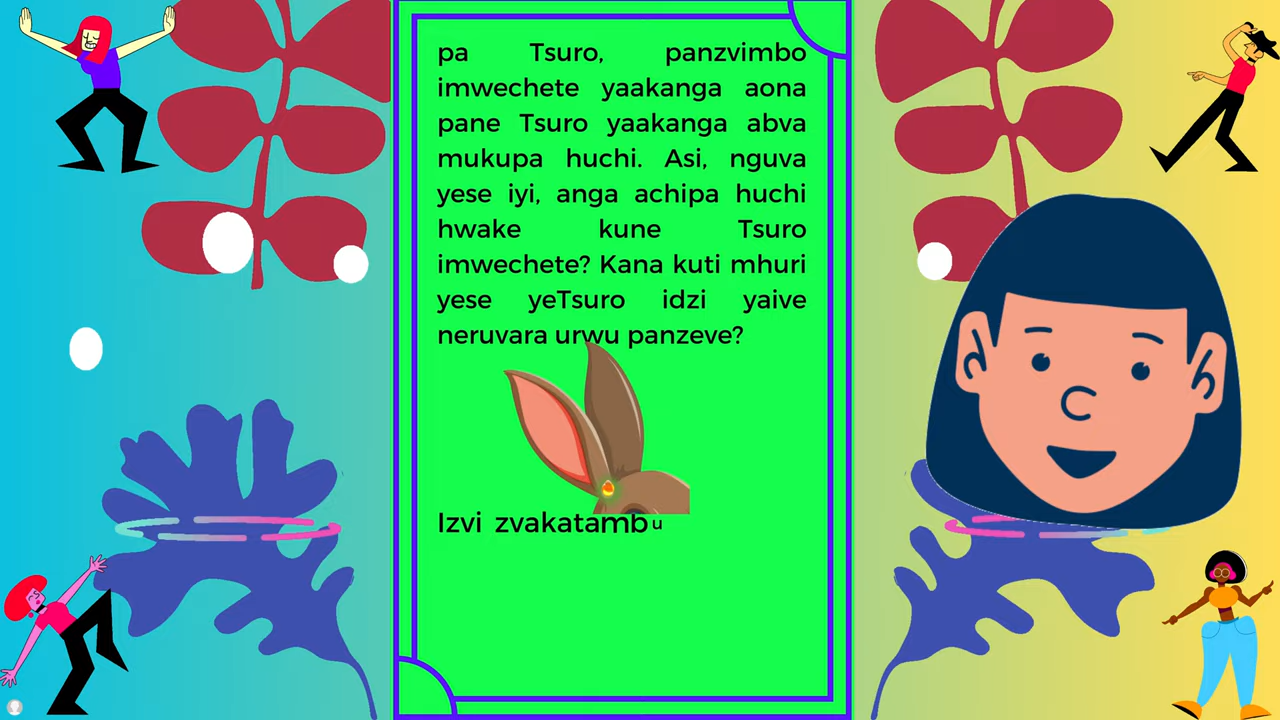 pa Tsuro, panzvimbo
imwechete yaakanga aona
pane Tsuro yaakanga abva
mukupa huchi. Asi, nguva
yese iyi, anga achipa huchi
hwake kune Tsuro
imwechete? Kana kuti mhuri
yese yeTsuro idzi yaive
neruvara urwu panzeve?
Izvi zvakatambu